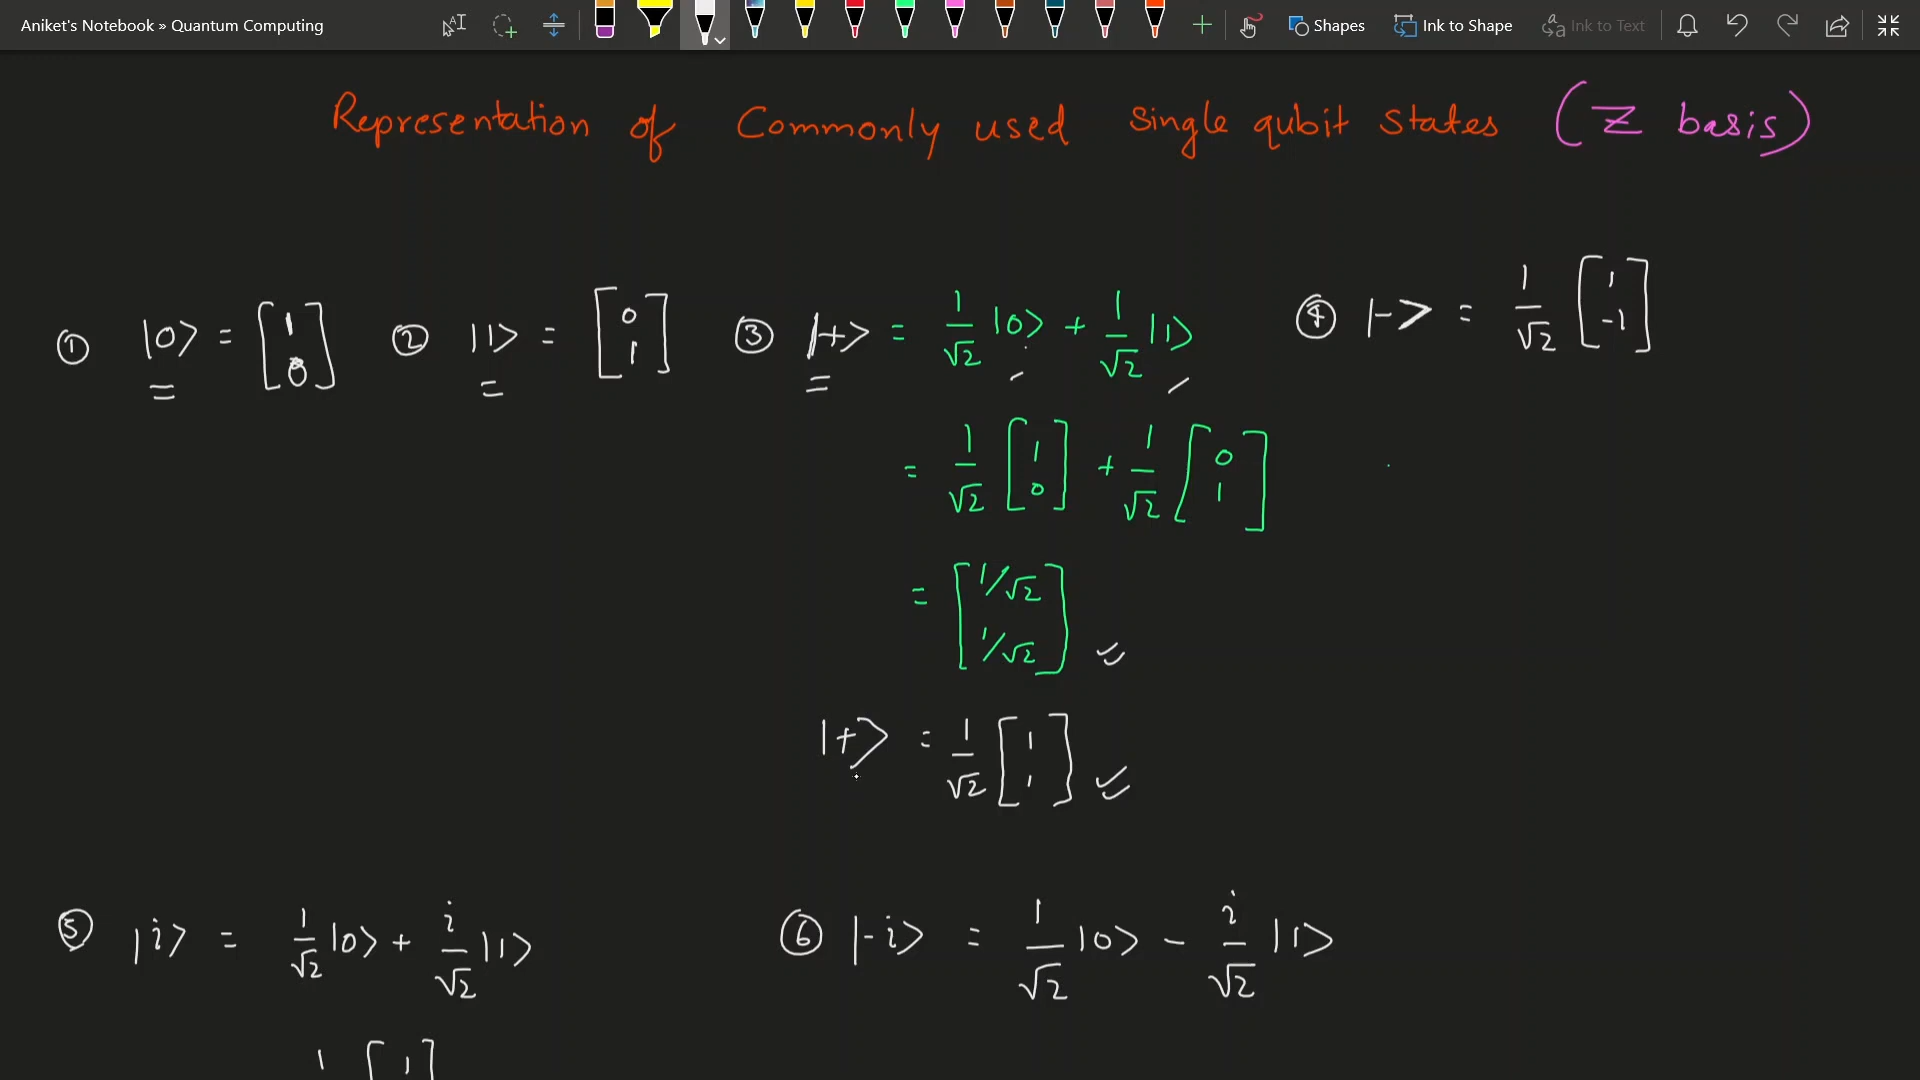 Aniket's Notebook » Quantum Computing
Shapes
Ink to Shape
Ink to Text
Representation of Commonly used single qubit states (Z basis)
① |0> = [1 0]
② |1> = [0 1]
③ |+> = 1/√2 |0> + 1/√2 |1>
= 1/√2 [1 0] + 1/√2 [0 1]
= [1/√2 1/√2]
|+> = 1/√2 [1 1]
④ |-> = 1/√2 [1 -1]
⑤ |i> = 1/√2 |0> + i/√2 |1>
1 [1
⑥ |-i> = 1/√2 |0> - i/√2 |1>